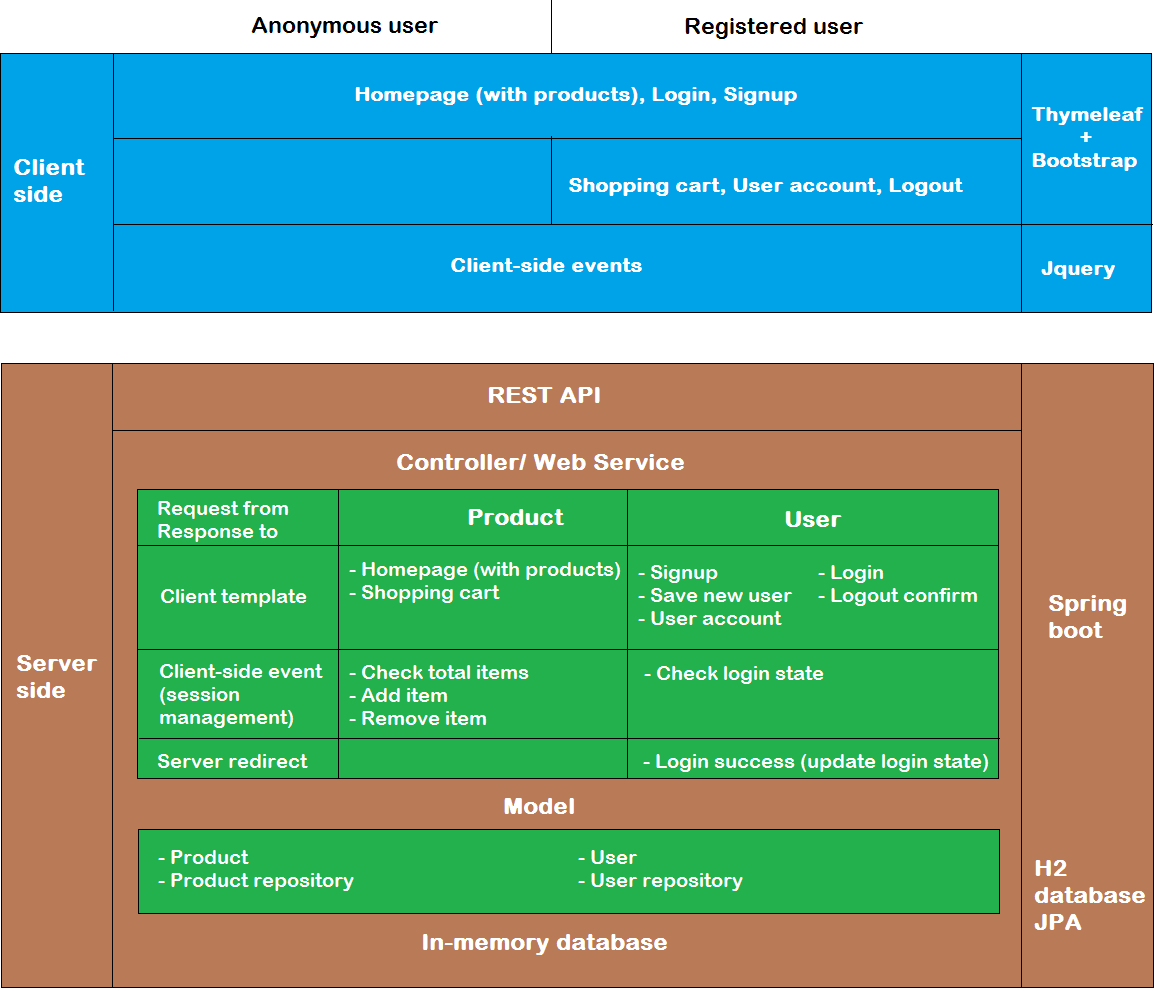 Anonymous user
Registered user
Client
side
Homepage (with products), Login, Signup
Thymeleaf
+
Bootstrap
Shopping cart, User account, Logout
Client-side events
Jquery
Server
side
REST API
Controller/ Web Service
Request from
Response to
Product
User
Client template
- Homepage (with products)
- Shopping cart
- Signup
- Save new user
- User account
- Login
- Logout confirm
Client-side event
(session
management)
- Check total items
- Add item
- Remove item
- Check login state
Server redirect
- Login success (update login state)
Spring
boot
Model
- Product
- Product repository
- User
- User repository
In-memory database
H2
database
JPA